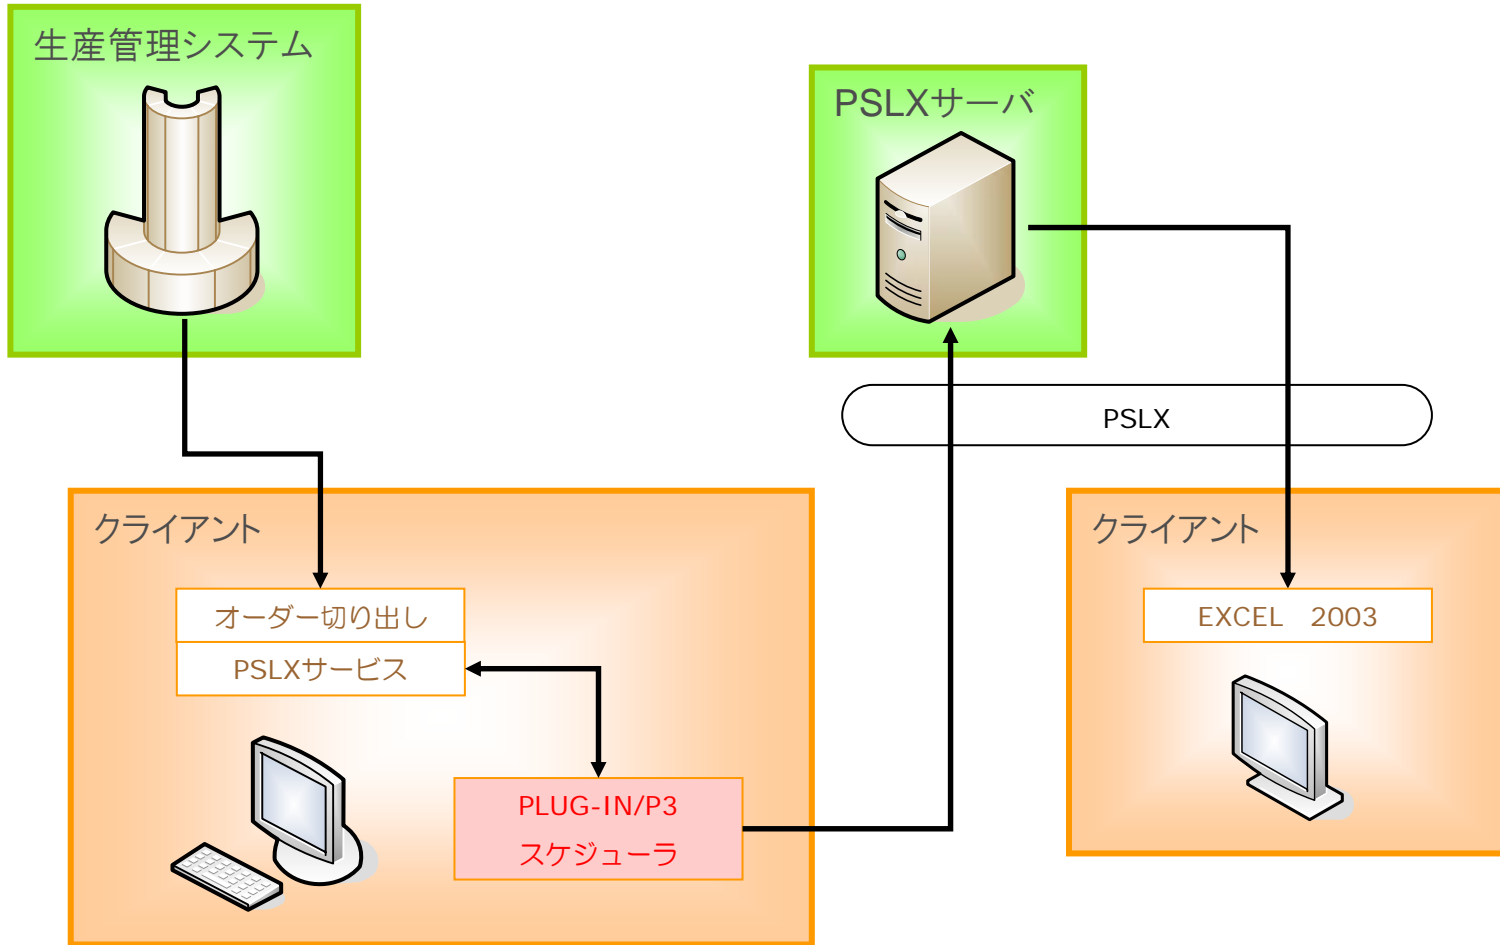 生産管理システム
PSLXサーバ
PSLX
クライアント
オーダー切り出し
PSLXサービス
PLUG-IN/P3
スケジューラ
クライアント
EXCEL　2003